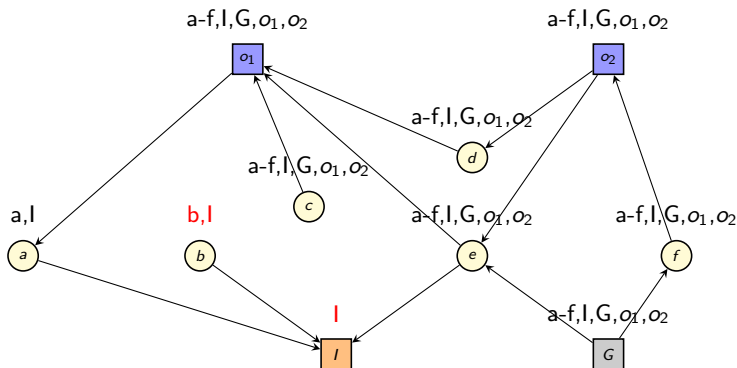 a–f,I,G,o₁,o₂
a–f,I,G,o₁,o₂
o₁
o₂
a–f,I,G,o₁,o₂
d
a–f,I,G,o₁,o₂
c
a,I
b,I
a–f,I,G,o₁,o₂
a–f,I,G,o₁,o₂
a
b
e
f
I
a–f,I,G,o₁,o₂
I
G